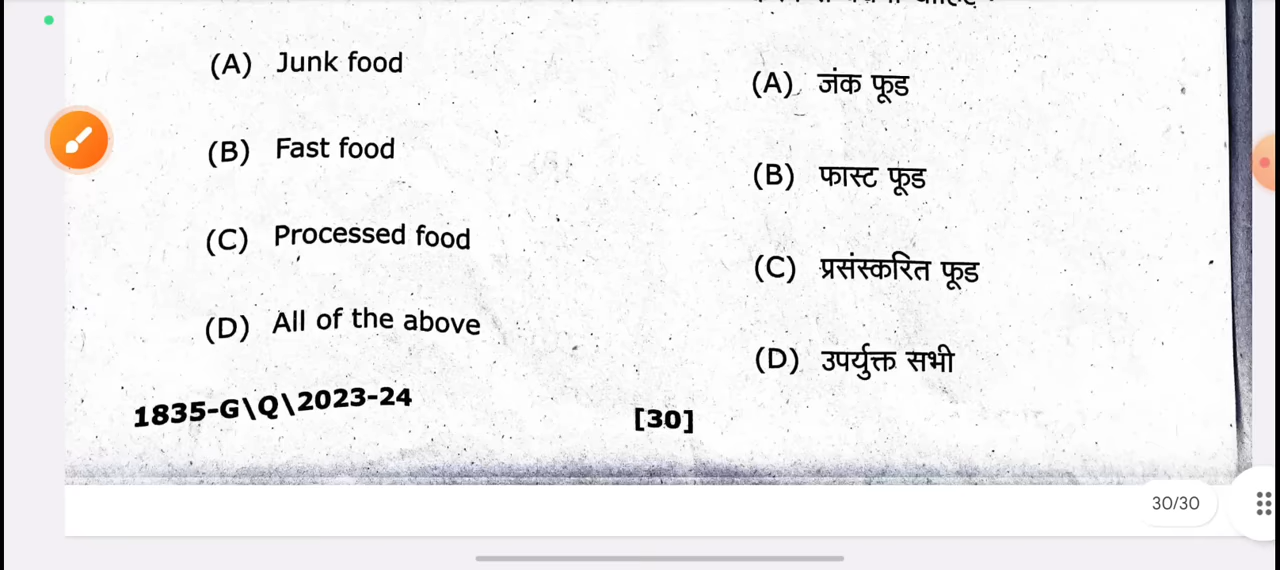 (A) Junk food
(B) Fast food
(C) Processed food
(D) All of the above
(A) जंक फूड
(B) फास्ट फूड
(C) प्रसंस्करित फूड
(D) उपर्युक्त सभी
1835-G\Q\2023-24
[30]
30/30